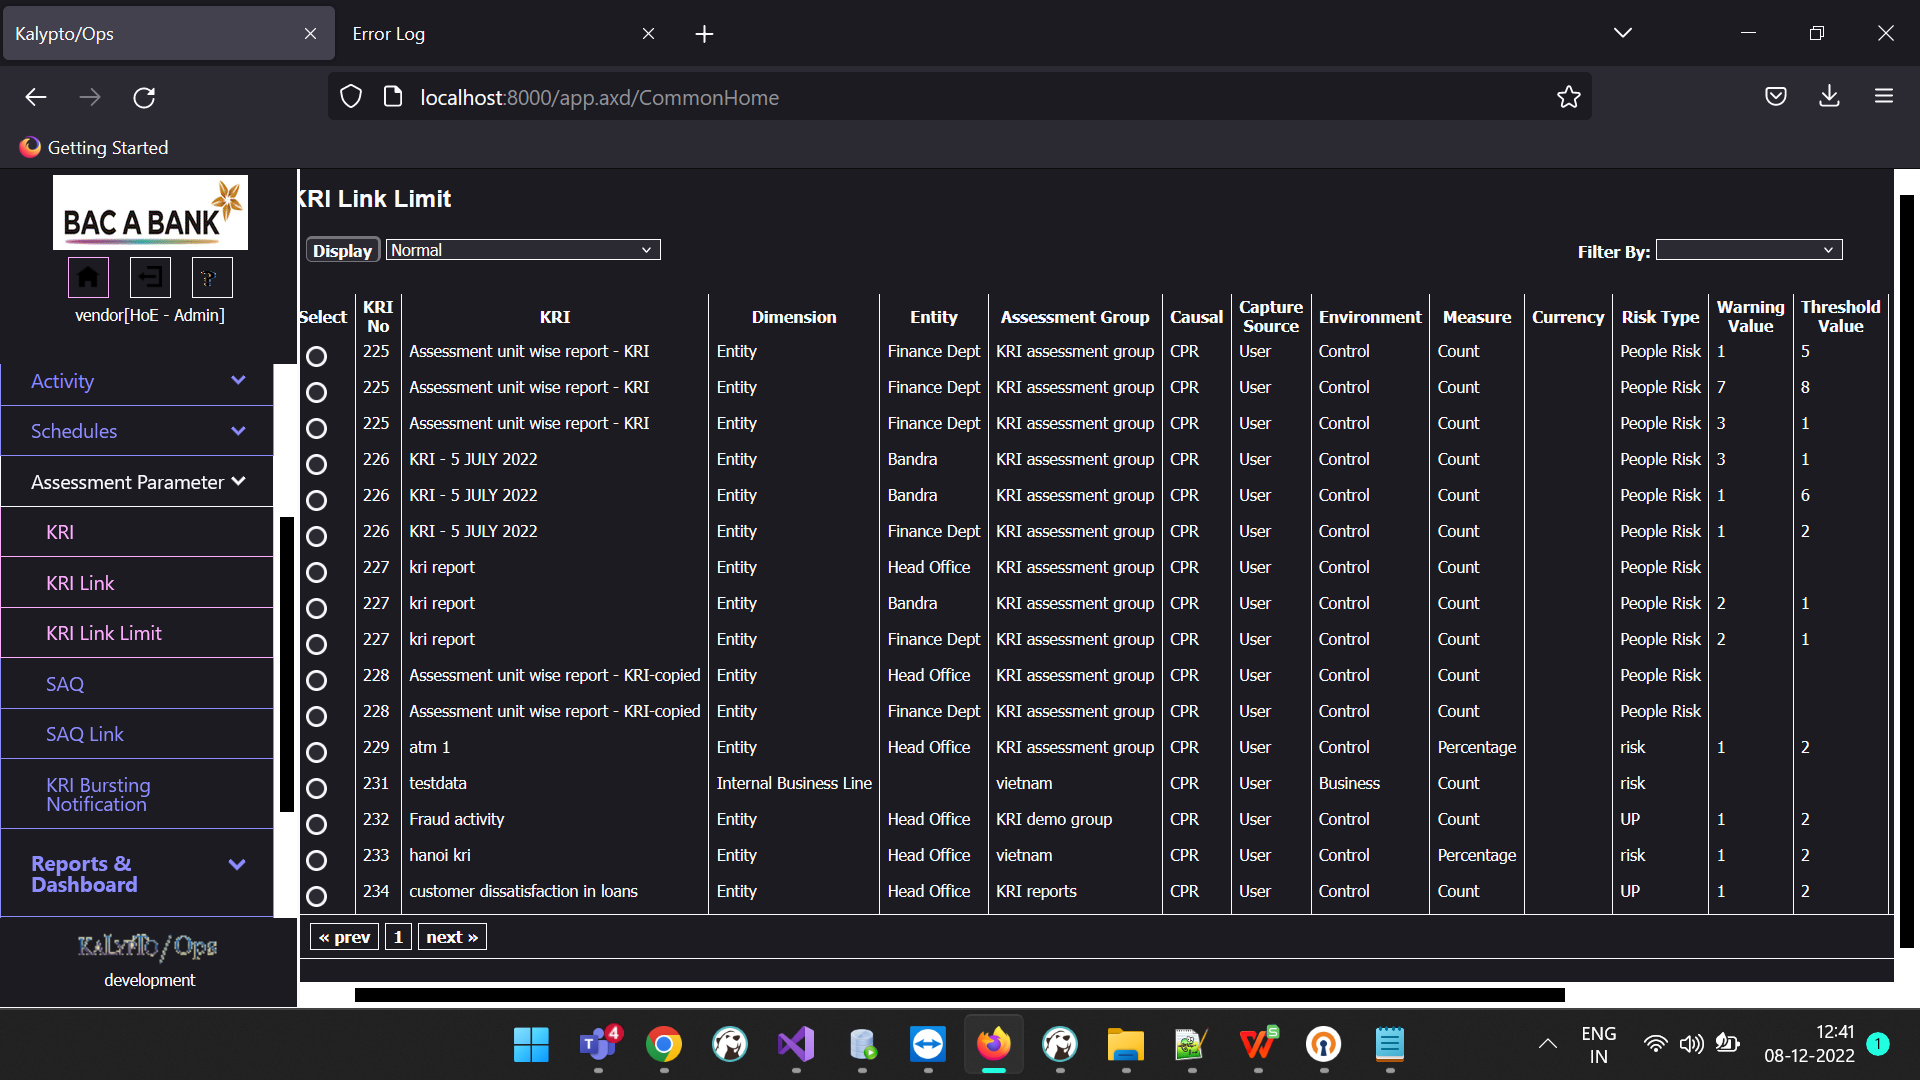 Kalypto/Ops
Error Log
localhost:8000/app.axd/CommonHome
Getting Started
BAC A BANK
vendor[HoE - Admin]
Activity
Schedules
Assessment Parameter
KRI
KRI Link
KRI Link Limit
SAQ
SAQ Link
KRI Bursting
Notification
Reports &
Dashboard
KALYPTO/Ops
development
KRI Link Limit
Display Normal
Filter By:
Select KRI No KRI Dimension Entity Assessment Group Causal Capture Source Environment Measure Currency Risk Type Warning Value Threshold Value
225 Assessment unit wise report - KRI Entity Finance Dept KRI assessment group CPR User Control Count People Risk 1 5
225 Assessment unit wise report - KRI Entity Finance Dept KRI assessment group CPR User Control Count People Risk 7 8
225 Assessment unit wise report - KRI Entity Finance Dept KRI assessment group CPR User Control Count People Risk 3 1
226 KRI - 5 JULY 2022 Entity Bandra KRI assessment group CPR User Control Count People Risk 3 1
226 KRI - 5 JULY 2022 Entity Bandra KRI assessment group CPR User Control Count People Risk 1 6
226 KRI - 5 JULY 2022 Entity Finance Dept KRI assessment group CPR User Control Count People Risk 1 2
227 kri report Entity Head Office KRI assessment group CPR User Control Count People Risk
227 kri report Entity Bandra KRI assessment group CPR User Control Count People Risk 2 1
227 kri report Entity Finance Dept KRI assessment group CPR User Control Count People Risk 2 1
228 Assessment unit wise report - KRI-copied Entity Head Office KRI assessment group CPR User Control Count People Risk
228 Assessment unit wise report - KRI-copied Entity Finance Dept KRI assessment group CPR User Control Count People Risk
229 atm 1 Entity Head Office KRI assessment group CPR User Control Percentage risk 1 2
231 testdata Internal Business Line vietnam CPR User Business Count risk
232 Fraud activity Entity Head Office KRI demo group CPR User Control Count UP 1 2
233 hanoi kri Entity Head Office vietnam CPR User Control Percentage risk 1 2
234 customer dissatisfaction in loans Entity Head Office KRI reports CPR User Control Count UP 1 2
« prev 1 next »
4
ENG
IN
12:41
08-12-2022
1